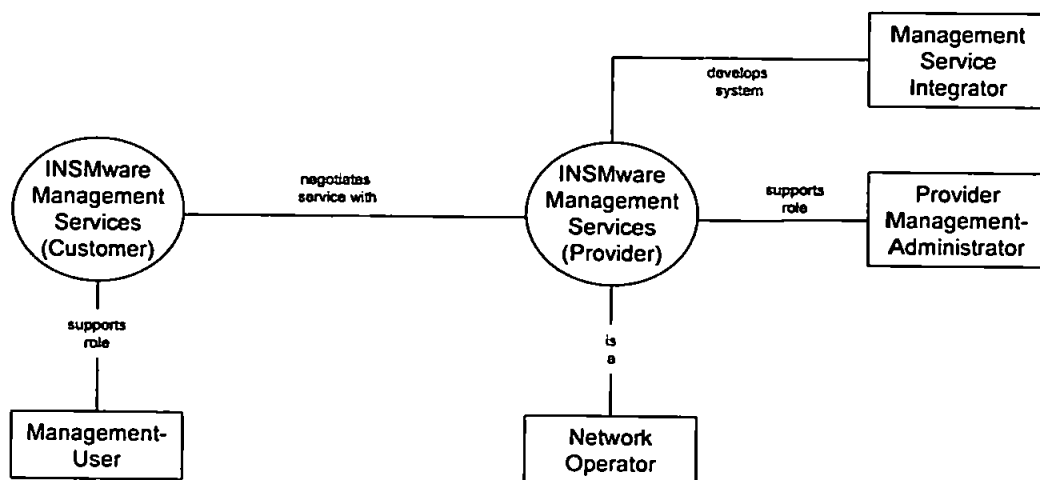 Management
Service
Integrator
develops
system
INSMware
Management
Services
(Customer)
negotiates
service with
INSMware
Management
Services
(Provider)
supports
role
Provider
Management-
Administrator
supports
role
is
a
Management-
User
Network
Operator